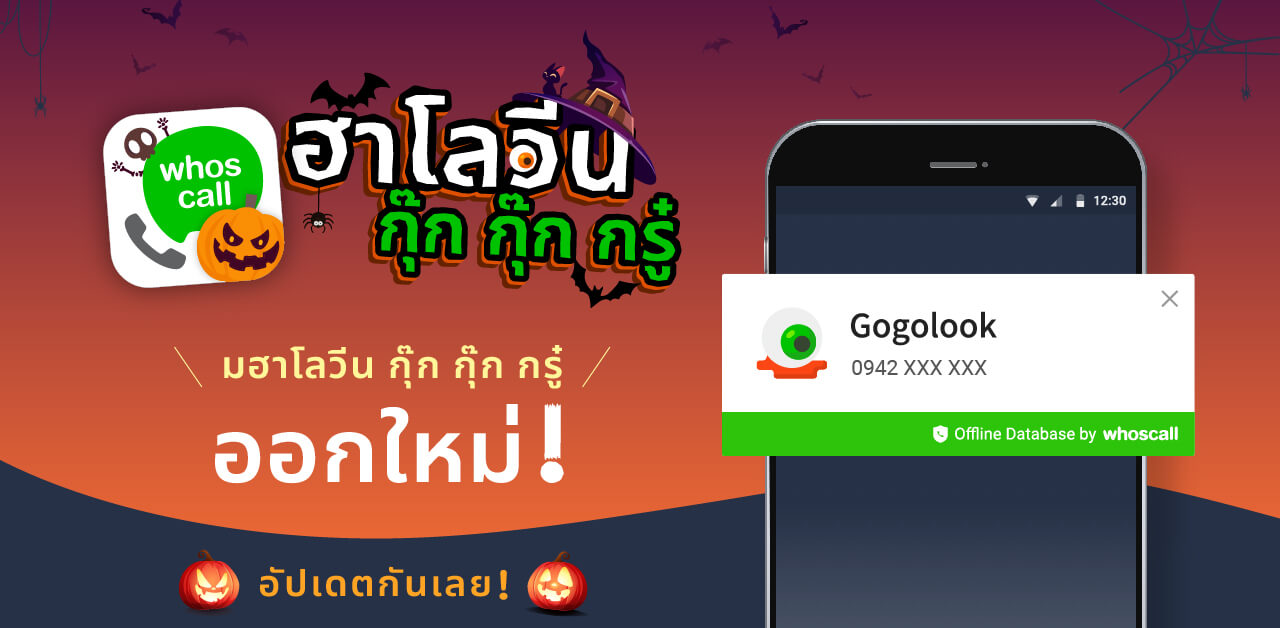 whos
call
ฮาโลวีน
กุ๊ก กุ๊ก กรู๋
มฮาโลวีน กุ๊ก กุ๊ก กรู๋
ออกใหม่!
อัปเดตกันเลย!
12:30
Gogolook
0942 XXX XXX
Offline Database by whoscall